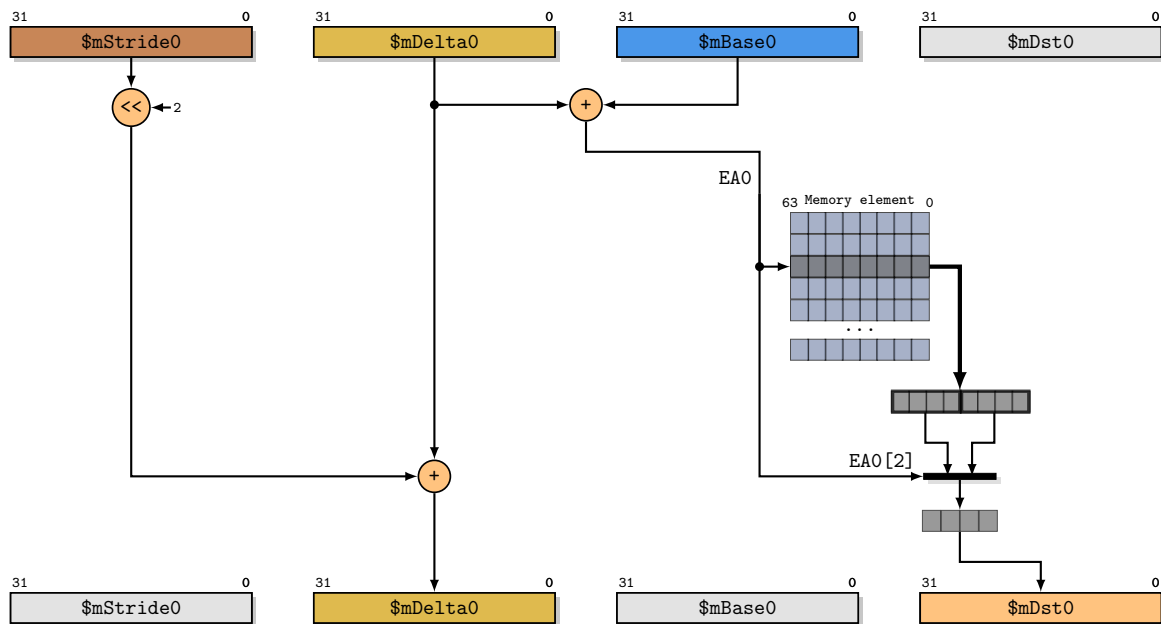 31 0 31 0 31 0 31 0
$mStride0 $mDelta0 $mBase0 $mDst0
<< 2 +
EA0
63 Memory element 0
...
EA0[2]
+
31 0 31 0 31 0 31 0
$mStride0 $mDelta0 $mBase0 $mDst0